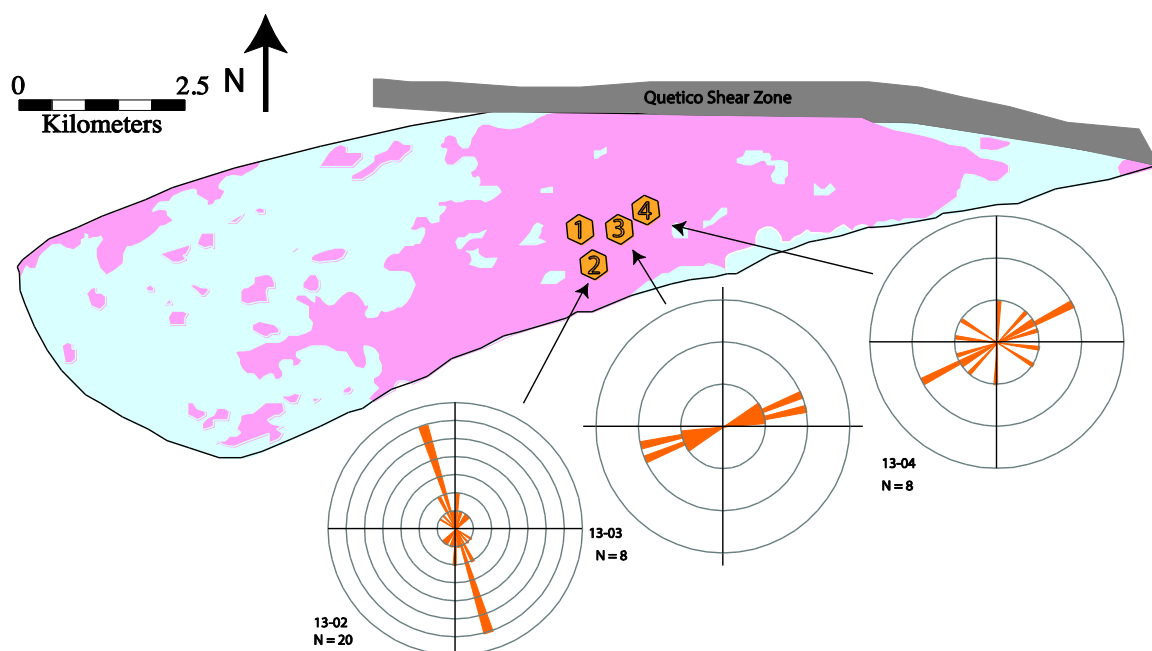 0
2.5
N
Kilometers
Quetico Shear Zone
1
2
3
4
13-04
N = 8
13-03
N = 8
13-02
N = 20